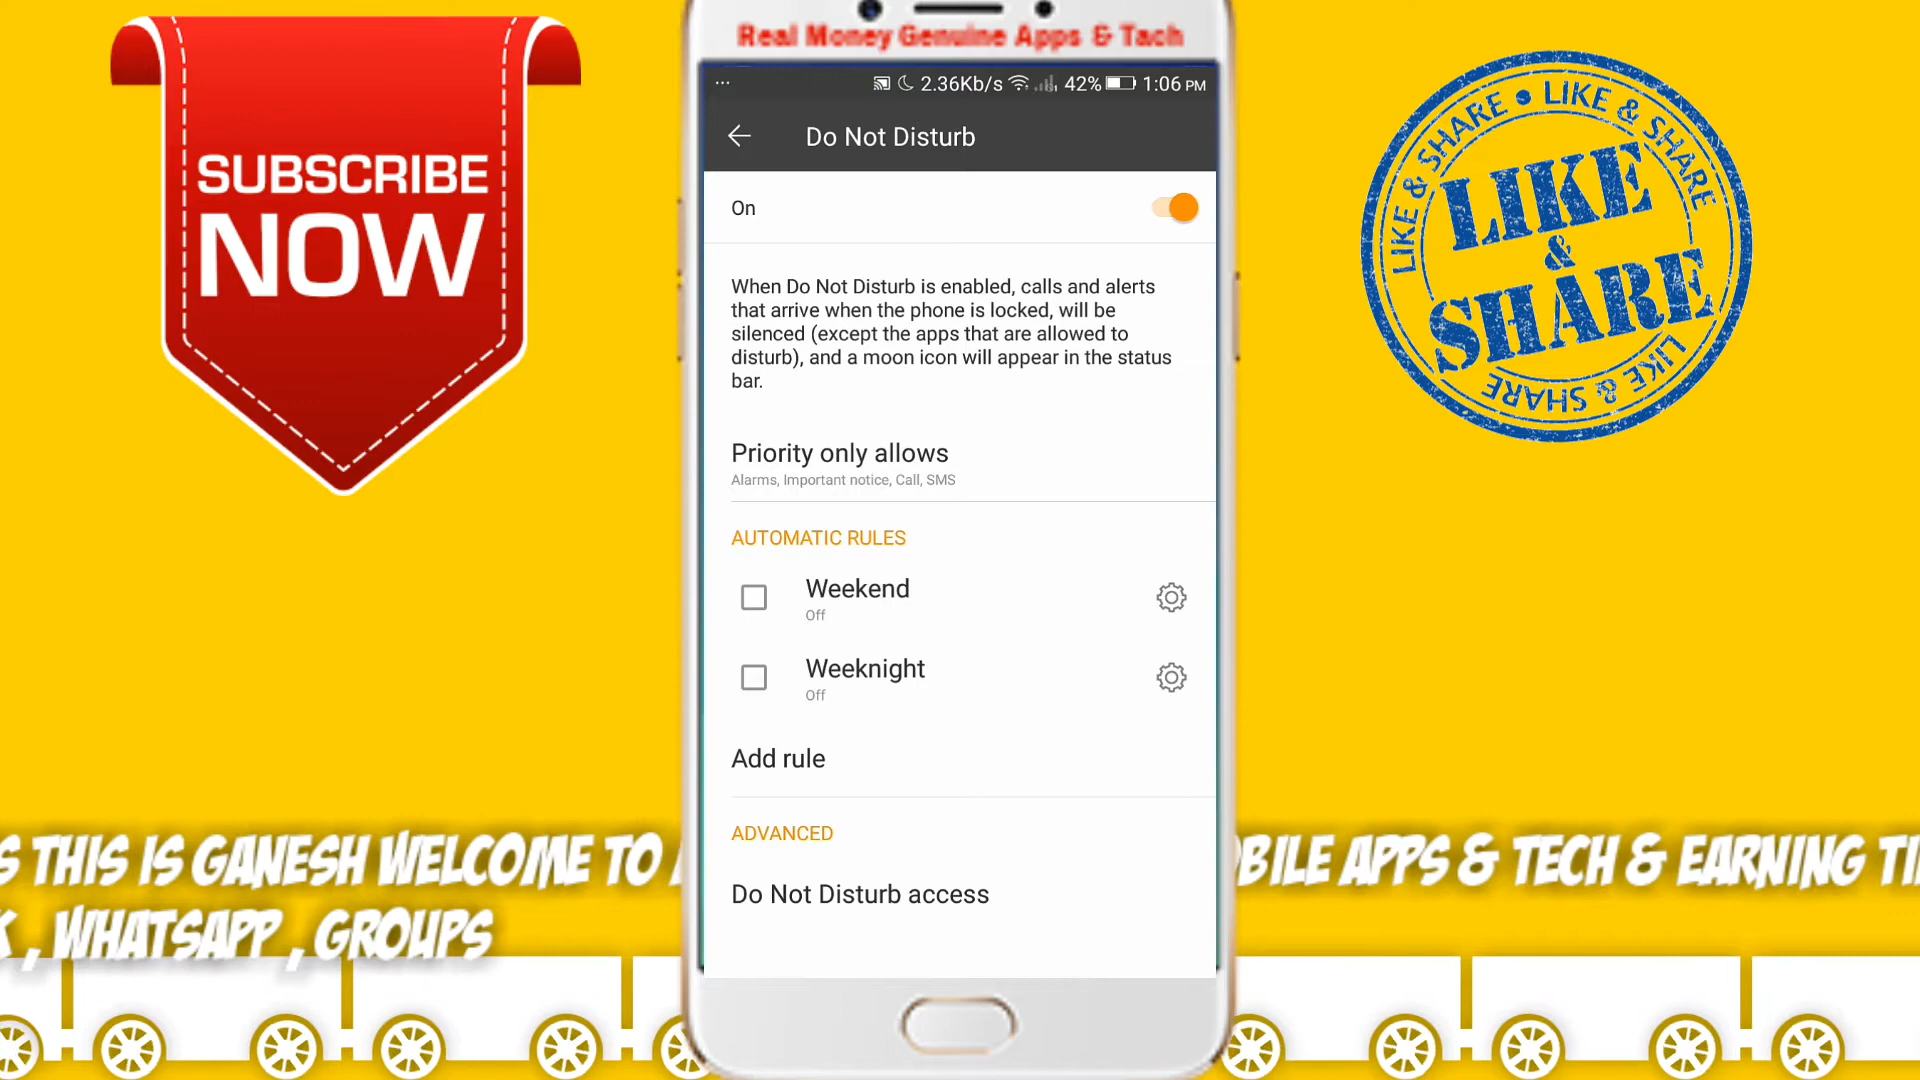 SUBSCRIBE
NOW
Real Money Genuine Apps & Tach
... 2.36Kb/s 42% 1:06 PM
Do Not Disturb
On
When Do Not Disturb is enabled, calls and alerts
that arrive when the phone is locked, will be
silenced (except the apps that are allowed to
disturb), and a moon icon will appear in the status
bar.
Priority only allows
Alarms, Important notice, Call, SMS
AUTOMATIC RULES
Weekend
Off
Weeknight
Off
Add rule
ADVANCED
Do Not Disturb access
LIKE & SHARE • LIKE & SHARE
LIKE
&
SHARE
LIKE & SHARE
S THIS IS GANESH WELCOME TO
BILE APPS & TECH & EARNING
K , WHATSAPP , GROUPS